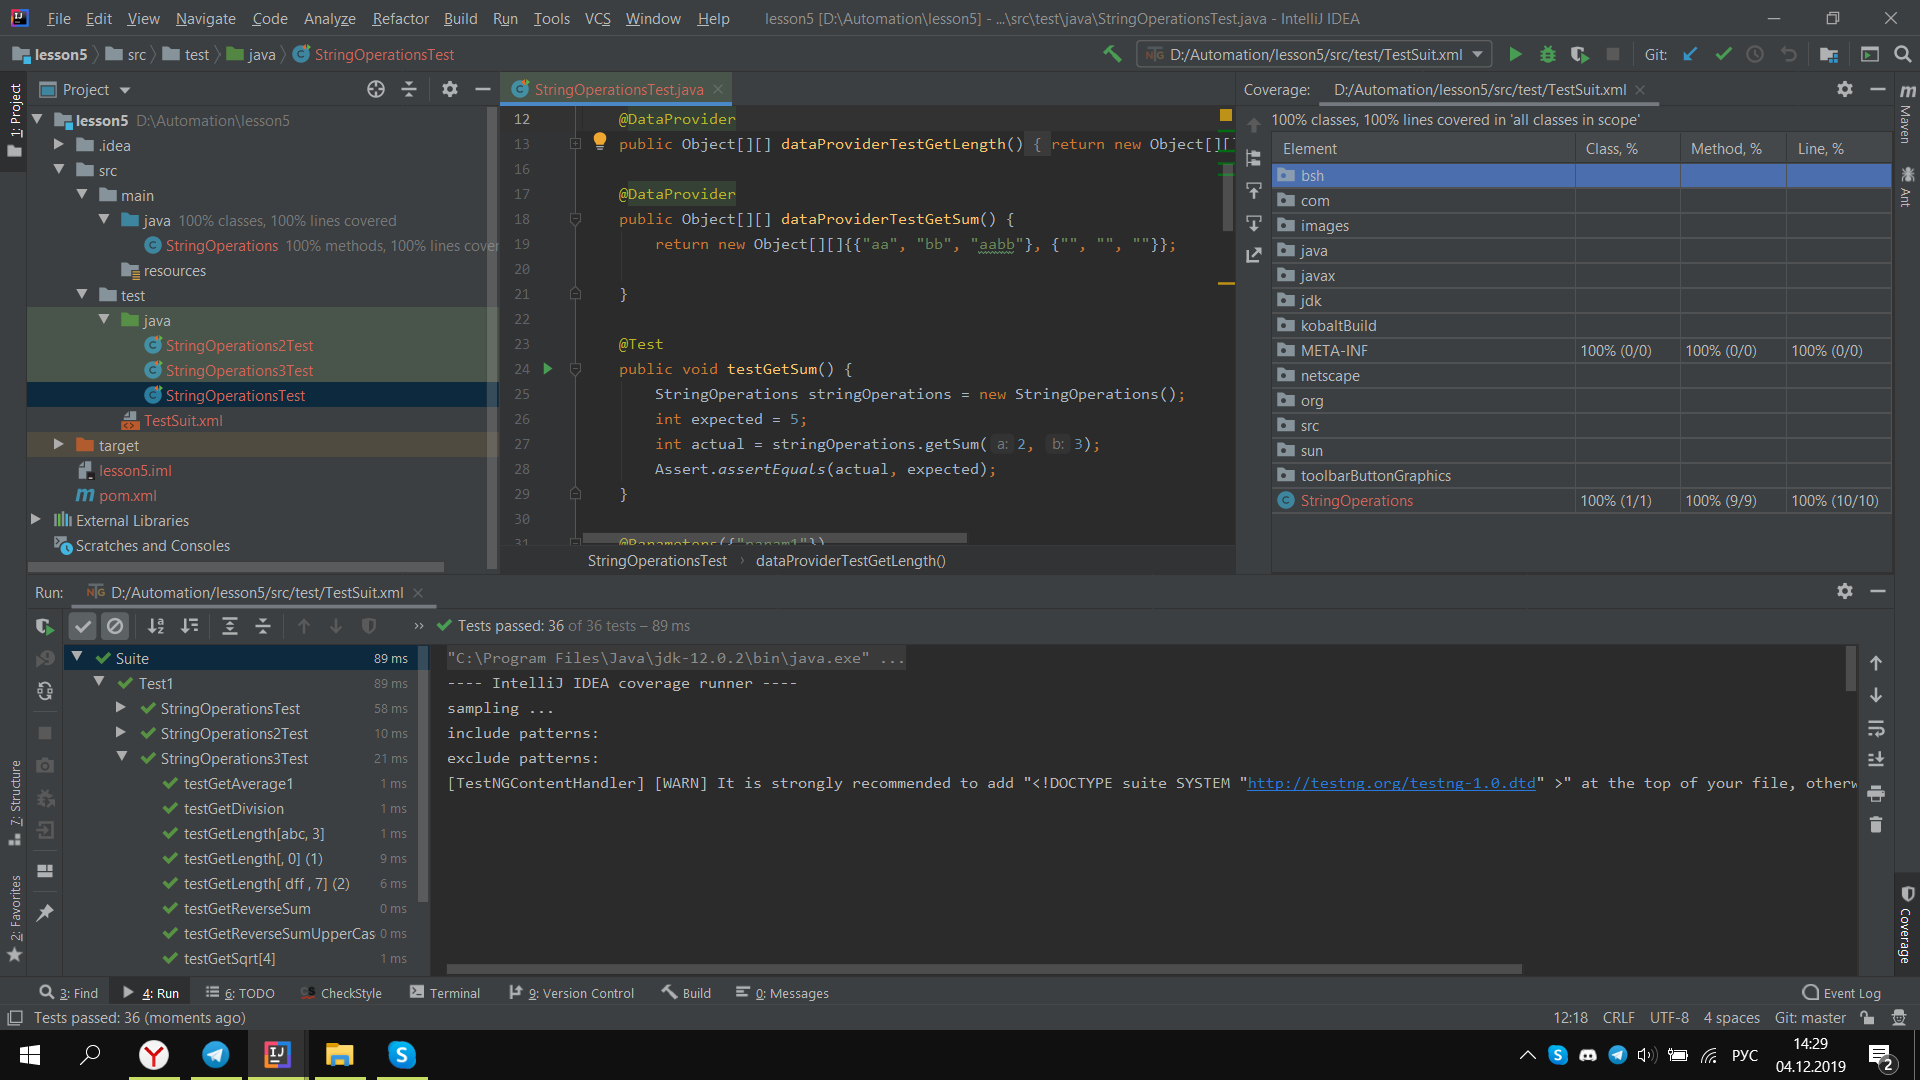 File Edit View Navigate Code Analyze Refactor Build Run Tools VCS Window Help lesson5 [D:\Automation\lesson5] - ...\src\test\java\StringOperationsTest.java - IntelliJ IDEA
lesson5 src test java StringOperationsTest D:/Automation/lesson5/src/test/TestSuit.xml Git:
1: Project
Project
lesson5 D:\Automation\lesson5
.idea
src
main
java 100% classes, 100% lines covered
StringOperations 100% methods, 100% lines cover
resources
test
java
StringOperations2Test
StringOperations3Test
StringOperationsTest
TestSuit.xml
target
lesson5.iml
pom.xml
External Libraries
Scratches and Consoles
StringOperationsTest.java
12 @DataProvider
13 public Object[][] dataProviderTestGetLength() { return new Object[][
16
17 @DataProvider
18 public Object[][] dataProviderTestGetSum() {
19 return new Object[][]{{"aa", "bb", "aabb"}, {"", "", ""}};
20
21 }
22
23 @Test
24 public void testGetSum() {
25 StringOperations stringOperations = new StringOperations();
26 int expected = 5;
27 int actual = stringOperations.getSum( a: 2, b: 3);
28 Assert.assertEquals(actual, expected);
29 }
30
31 @Parameters({"param1"})
StringOperationsTest › dataProviderTestGetLength()
Coverage: D:/Automation/lesson5/src/test/TestSuit.xml
100% classes, 100% lines covered in 'all classes in scope'
Element Class, % Method, % Line, %
bsh
com
images
java
javax
jdk
kobaltBuild
META-INF 100% (0/0) 100% (0/0) 100% (0/0)
netscape
org
src
sun
toolbarButtonGraphics
StringOperations 100% (1/1) 100% (9/9) 100% (10/10)
Maven
Ant
Run: D:/Automation/lesson5/src/test/TestSuit.xml
Tests passed: 36 of 36 tests – 89 ms
Suite 89 ms
Test1 89 ms
StringOperationsTest 58 ms
StringOperations2Test 10 ms
StringOperations3Test 21 ms
testGetAverage1 1 ms
testGetDivision 1 ms
testGetLength[abc, 3] 1 ms
testGetLength[, 0] (1) 9 ms
testGetLength[ dff , 7] (2) 6 ms
testGetReverseSum 0 ms
testGetReverseSumUpperCas 0 ms
testGetSqrt[4] 1 ms
"C:\Program Files\Java\jdk-12.0.2\bin\java.exe" ...
---- IntelliJ IDEA coverage runner ----
sampling ...
include patterns:
exclude patterns:
[TestNGContentHandler] [WARN] It is strongly recommended to add "<!DOCTYPE suite SYSTEM "http://testng.org/testng-1.0.dtd" >" at the top of your file, otherw
7: Structure
2: Favorites
Coverage
3: Find 4: Run 6: TODO CheckStyle Terminal 9: Version Control Build 0: Messages Event Log
Tests passed: 36 (moments ago) 12:18 CRLF UTF-8 4 spaces Git: master
РУС 14:29
04.12.2019
2